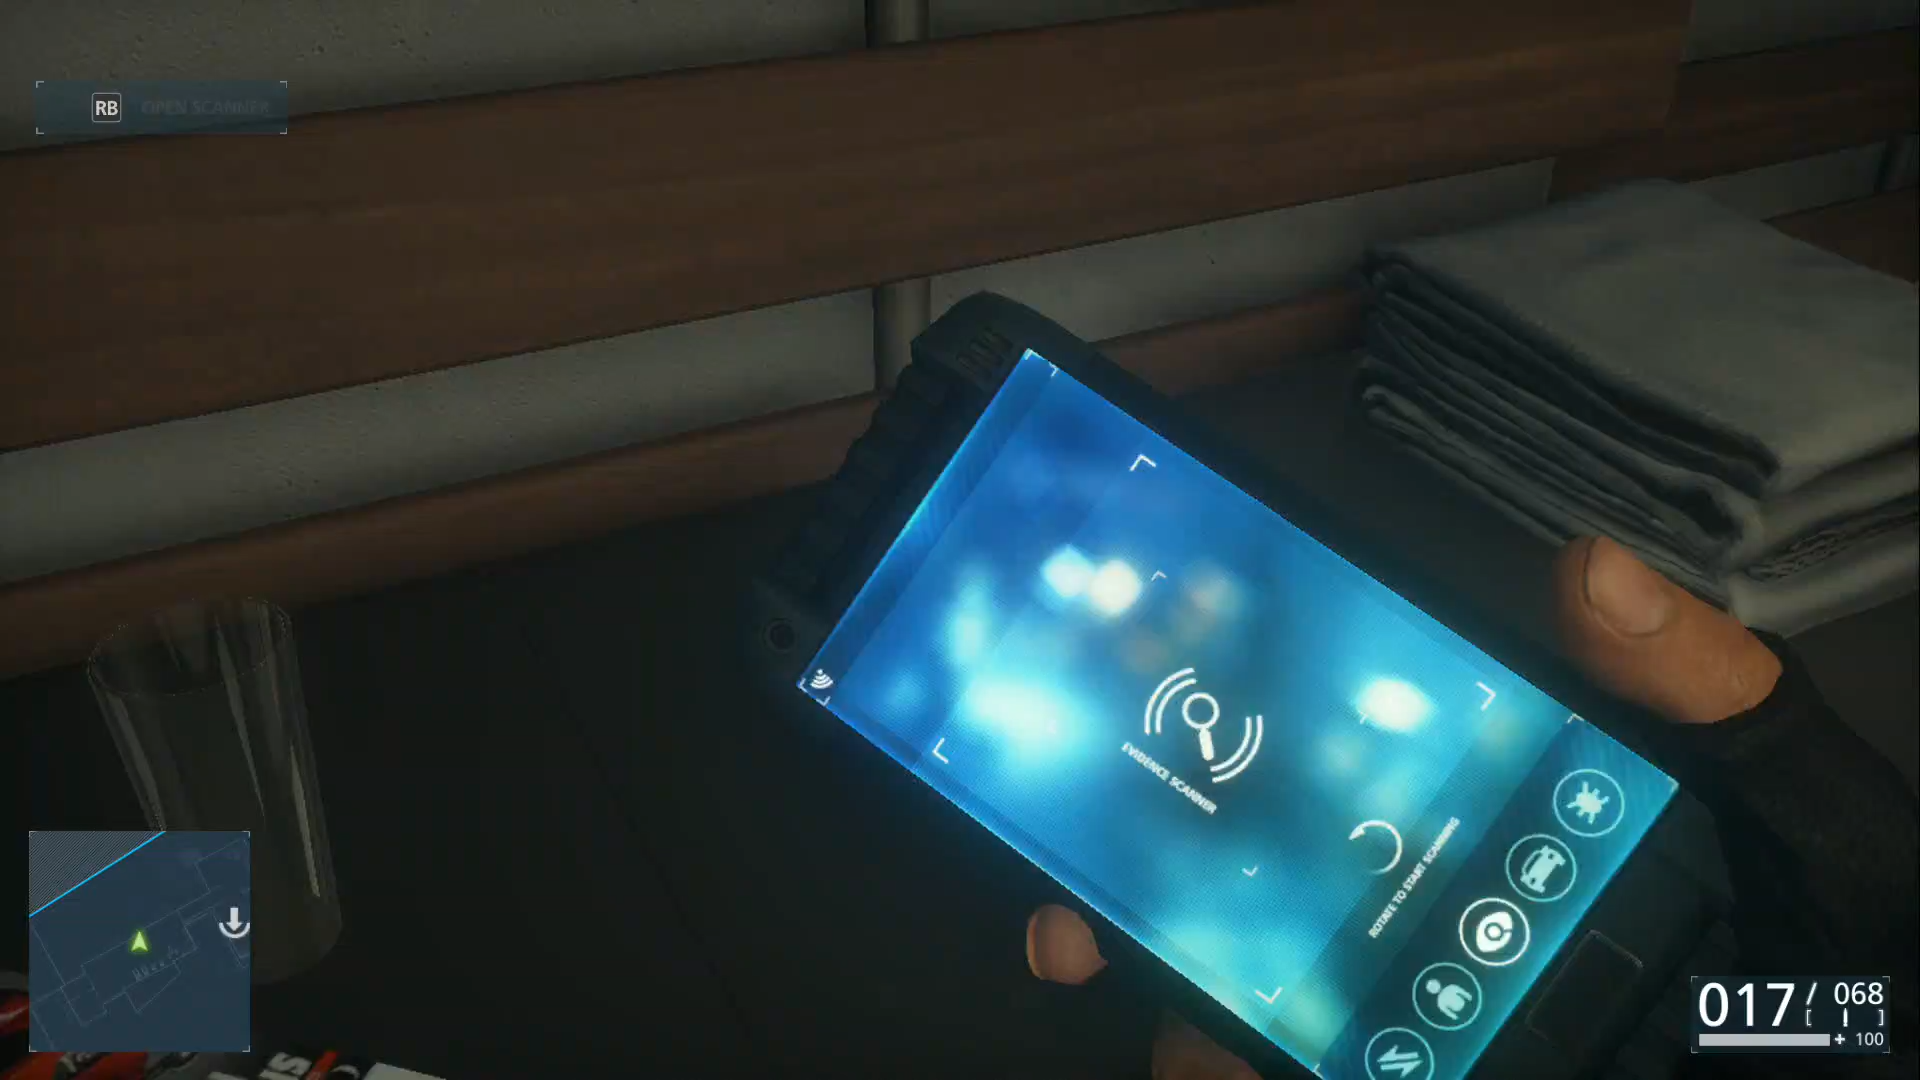 RB OPEN SCANNER
EVIDENCE SCANNER
ROTATE TO START SCANNING
017 / 068
[ ! ]
+ 100